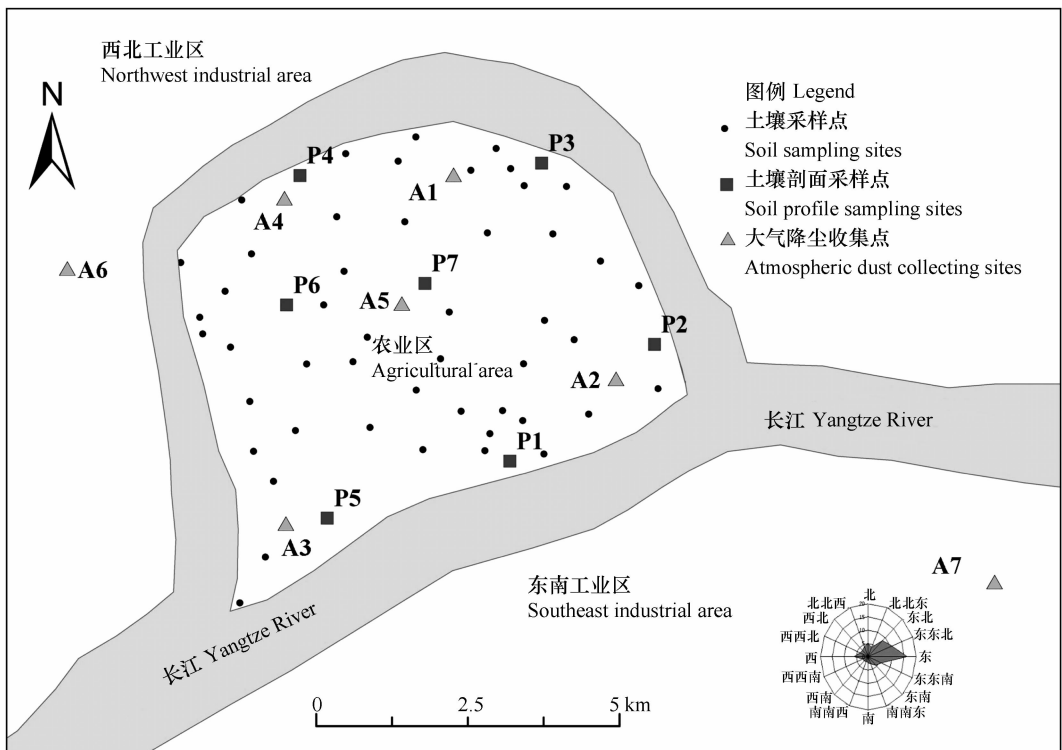 西北工业区
Northwest industrial area
N
图例 Legend
土壤采样点
Soil sampling sites
土壤剖面采样点
Soil profile sampling sites
大气降尘收集点
Atmospheric dust collecting sites
P4
P3
A1
A4
A6
P7
P6
A5
P2
农业区
Agricultural area
A2
长江 Yangtze River
P1
P5
A3
A7
东南工业区
Southeast industrial area
长江 Yangtze River
北
北北西
北北东
西北
东北
西西北
东东北
西
东
西西南
东东南
西南
东南
南南西
南南东
南
20
15
10
0
2.5
5 km